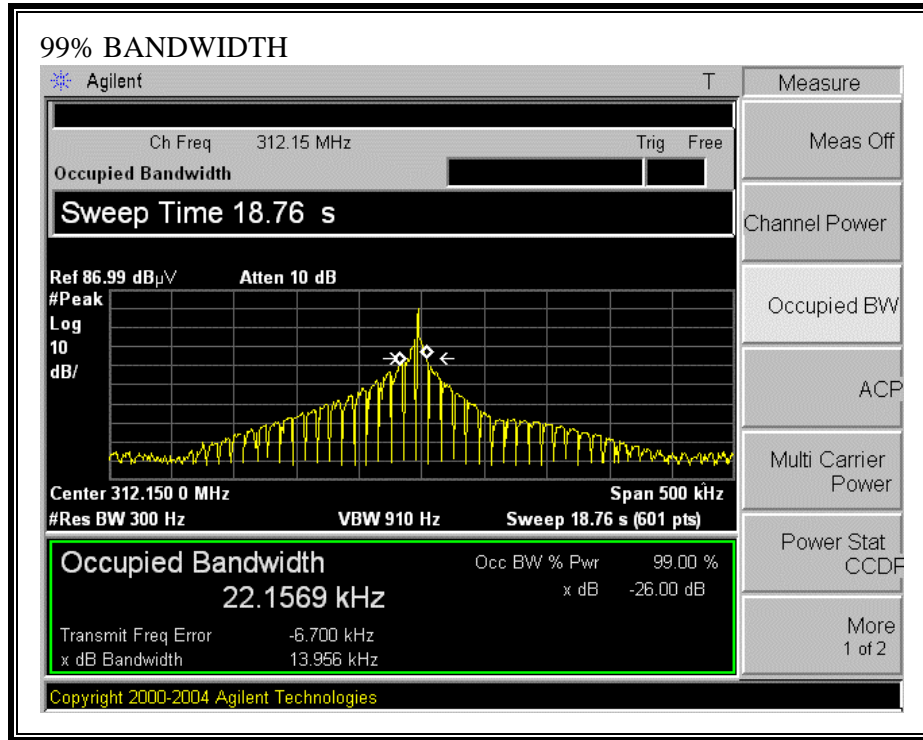 99% BANDWIDTH
Agilent T
Measure
Ch Freq 312.15 MHz Trig Free
Occupied Bandwidth
Meas Off
Sweep Time 18.76 s
Channel Power
Ref 86.99 dBµV Atten 10 dB
#Peak
Log
10
dB/
Occupied BW
ACP
Multi Carrier
Power
Center 312.150 0 MHz Span 500 kHz
#Res BW 300 Hz VBW 910 Hz Sweep 18.76 s (601 pts)
Power Stat
CCDF
Occupied Bandwidth Occ BW % Pwr 99.00 %
22.1569 kHz x dB -26.00 dB
Transmit Freq Error -6.700 kHz
x dB Bandwidth 13.956 kHz
More
1 of 2
Copyright 2000-2004 Agilent Technologies